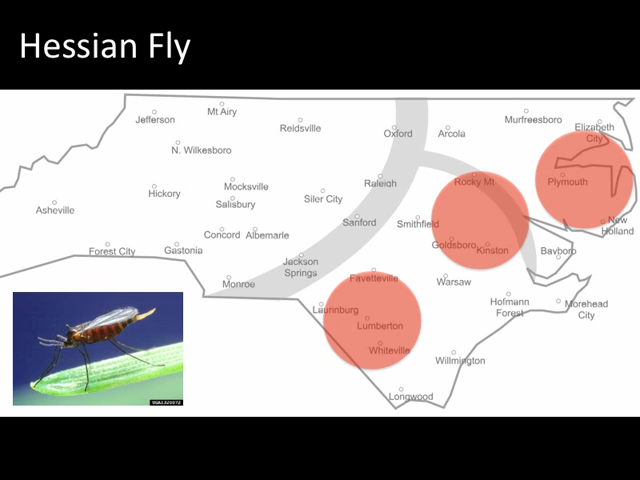 Hessian Fly
Jefferson
Mt Airy
Reidsville
Oxford
Arcola
Murfreesboro
Elizabeth
City
N. Wilkesboro
Hickory
Mocksville
Salisbury
Siler City
Raleigh
Rocky Mt
Plymouth
Asheville
Forest City
Gastonia
Concord
Albemarle
Sanford
Smithfield
Goldsboro
Kinston
New
Holland
Bayboro
Monroe
Jackson
Springs
Fayetteville
Warsaw
Hofmann
Forest
Morehead
City
Laurinburg
Lumberton
Whiteville
Wilmington
Longwood